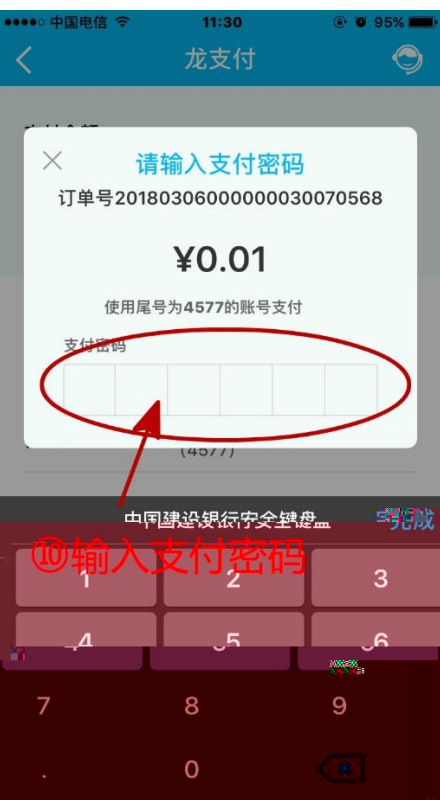 中国电信 11:30 95%
龙支付
请输入支付密码
订单号20180306000000030070568
¥0.01
使用尾号为4577的账号支付
支付密码
(4577)
中国建设银行安全键盘 完成
⑩输入支付密码
1 2 3
4 5 6
7 8 9
. 0